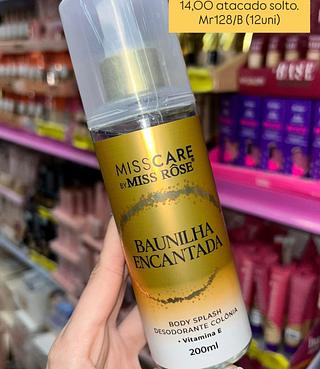 14,00 atacado solto.
Mr128/B (12uni)
MISSCARE
BY MISS RÔSE
BAUNILHA
ENCANTADA
BODY SPLASH
DESODORANTE COLÔNIA
+ Vitamina E
200ml